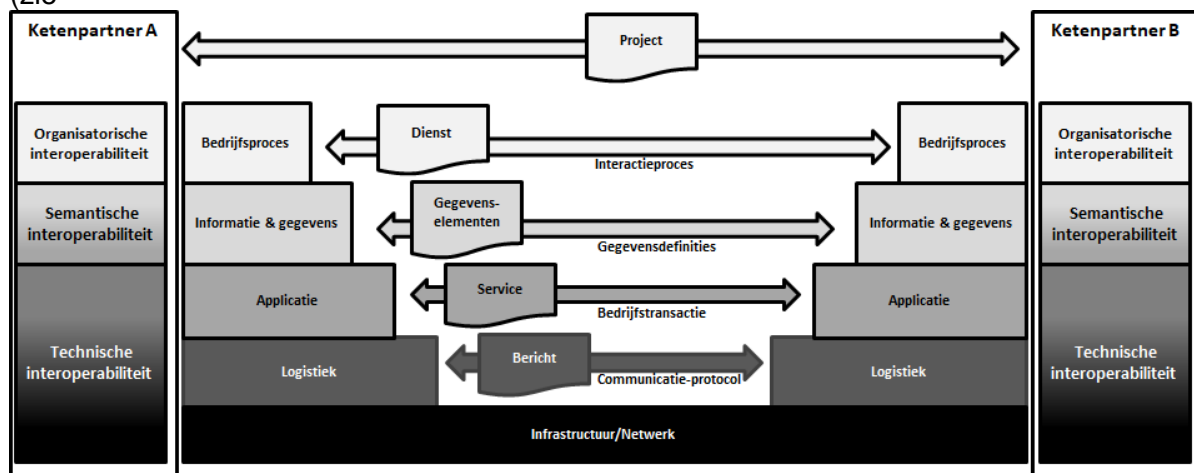 (zie
Ketenpartner A
Project
Ketenpartner B
Organisatorische
interoperabiliteit
Bedrijfsproces
Dienst
Interactieproces
Bedrijfsproces
Organisatorische
interoperabiliteit
Semantische
interoperabiliteit
Informatie & gegevens
Gegevens-
elementen
Gegevensdefinities
Informatie & gegevens
Semantische
interoperabiliteit
Technische
interoperabiliteit
Applicatie
Service
Bedrijfstransactie
Applicatie
Logistiek
Bericht
Communicatie-protocol
Logistiek
Technische
interoperabiliteit
Infrastructuur/Netwerk